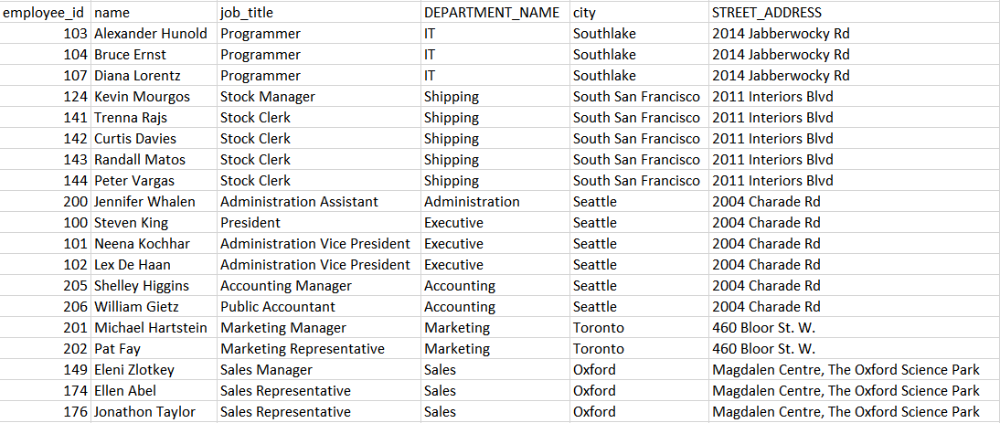 employee_id name job_title DEPARTMENT_NAME city STREET_ADDRESS
103 Alexander Hunold Programmer IT Southlake 2014 Jabberwocky Rd
104 Bruce Ernst Programmer IT Southlake 2014 Jabberwocky Rd
107 Diana Lorentz Programmer IT Southlake 2014 Jabberwocky Rd
124 Kevin Mourgos Stock Manager Shipping South San Francisco 2011 Interiors Blvd
141 Trenna Rajs Stock Clerk Shipping South San Francisco 2011 Interiors Blvd
142 Curtis Davies Stock Clerk Shipping South San Francisco 2011 Interiors Blvd
143 Randall Matos Stock Clerk Shipping South San Francisco 2011 Interiors Blvd
144 Peter Vargas Stock Clerk Shipping South San Francisco 2011 Interiors Blvd
200 Jennifer Whalen Administration Assistant Administration Seattle 2004 Charade Rd
100 Steven King President Executive Seattle 2004 Charade Rd
101 Neena Kochhar Administration Vice President Executive Seattle 2004 Charade Rd
102 Lex De Haan Administration Vice President Executive Seattle 2004 Charade Rd
205 Shelley Higgins Accounting Manager Accounting Seattle 2004 Charade Rd
206 William Gietz Public Accountant Accounting Seattle 2004 Charade Rd
201 Michael Hartstein Marketing Manager Marketing Toronto 460 Bloor St. W.
202 Pat Fay Marketing Representative Marketing Toronto 460 Bloor St. W.
149 Eleni Zlotkey Sales Manager Sales Oxford Magdalen Centre, The Oxford Science Park
174 Ellen Abel Sales Representative Sales Oxford Magdalen Centre, The Oxford Science Park
176 Jonathon Taylor Sales Representative Sales Oxford Magdalen Centre, The Oxford Science Park